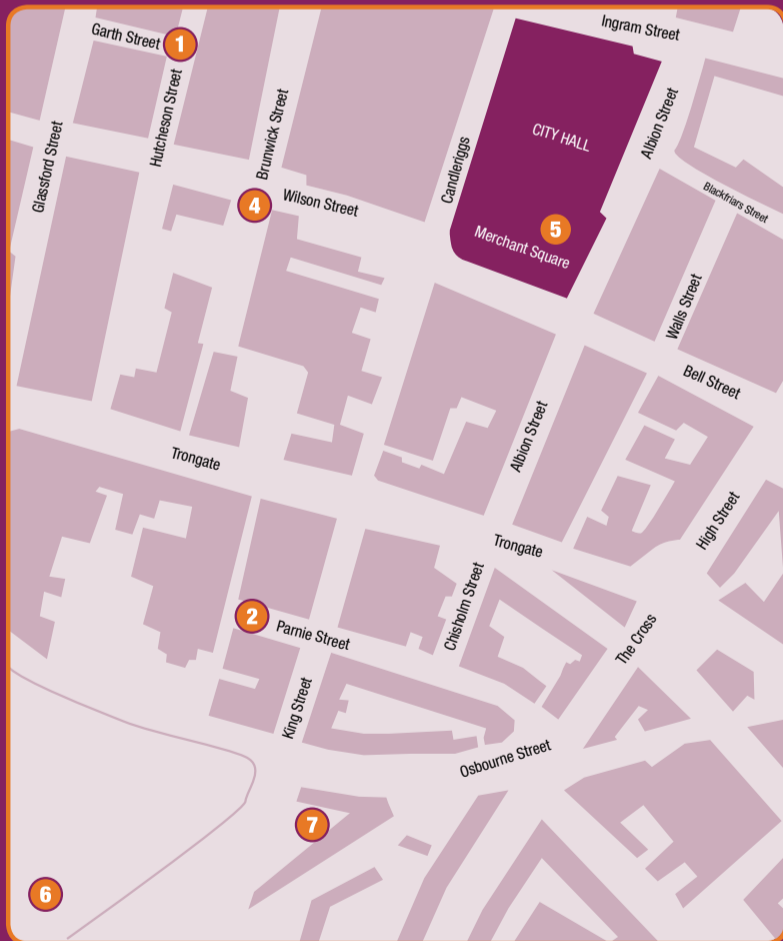 Ingram Street
Garth Street
1
Hutcheson Street
Brunwick Street
Glassford Street
Candleriggs
CITY HALL
Albion Street
Blackfriars Street
4
Wilson Street
5
Merchant Square
Walls Street
Bell Street
Albion Street
Trongate
High Street
Trongate
Chisholm Street
2
Parnie Street
The Cross
King Street
Osbourne Street
7
6